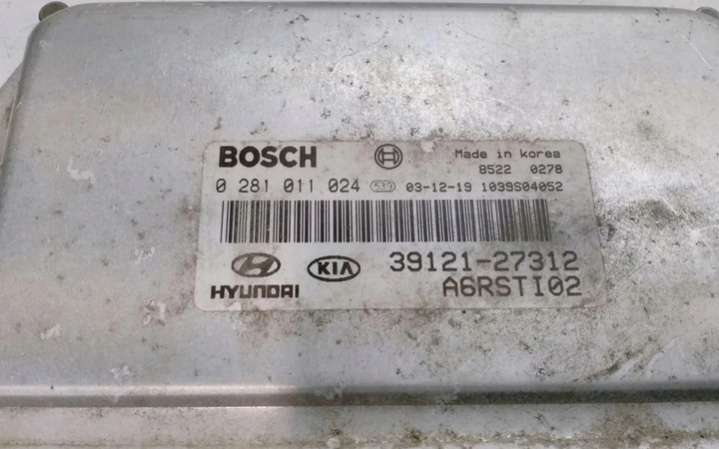 BOSCH
Made in korea
8522 0278
0 281 011 024 03-12-19 1039S04052
KIA
39121-27312
HYUNDAI
A6RSTI02